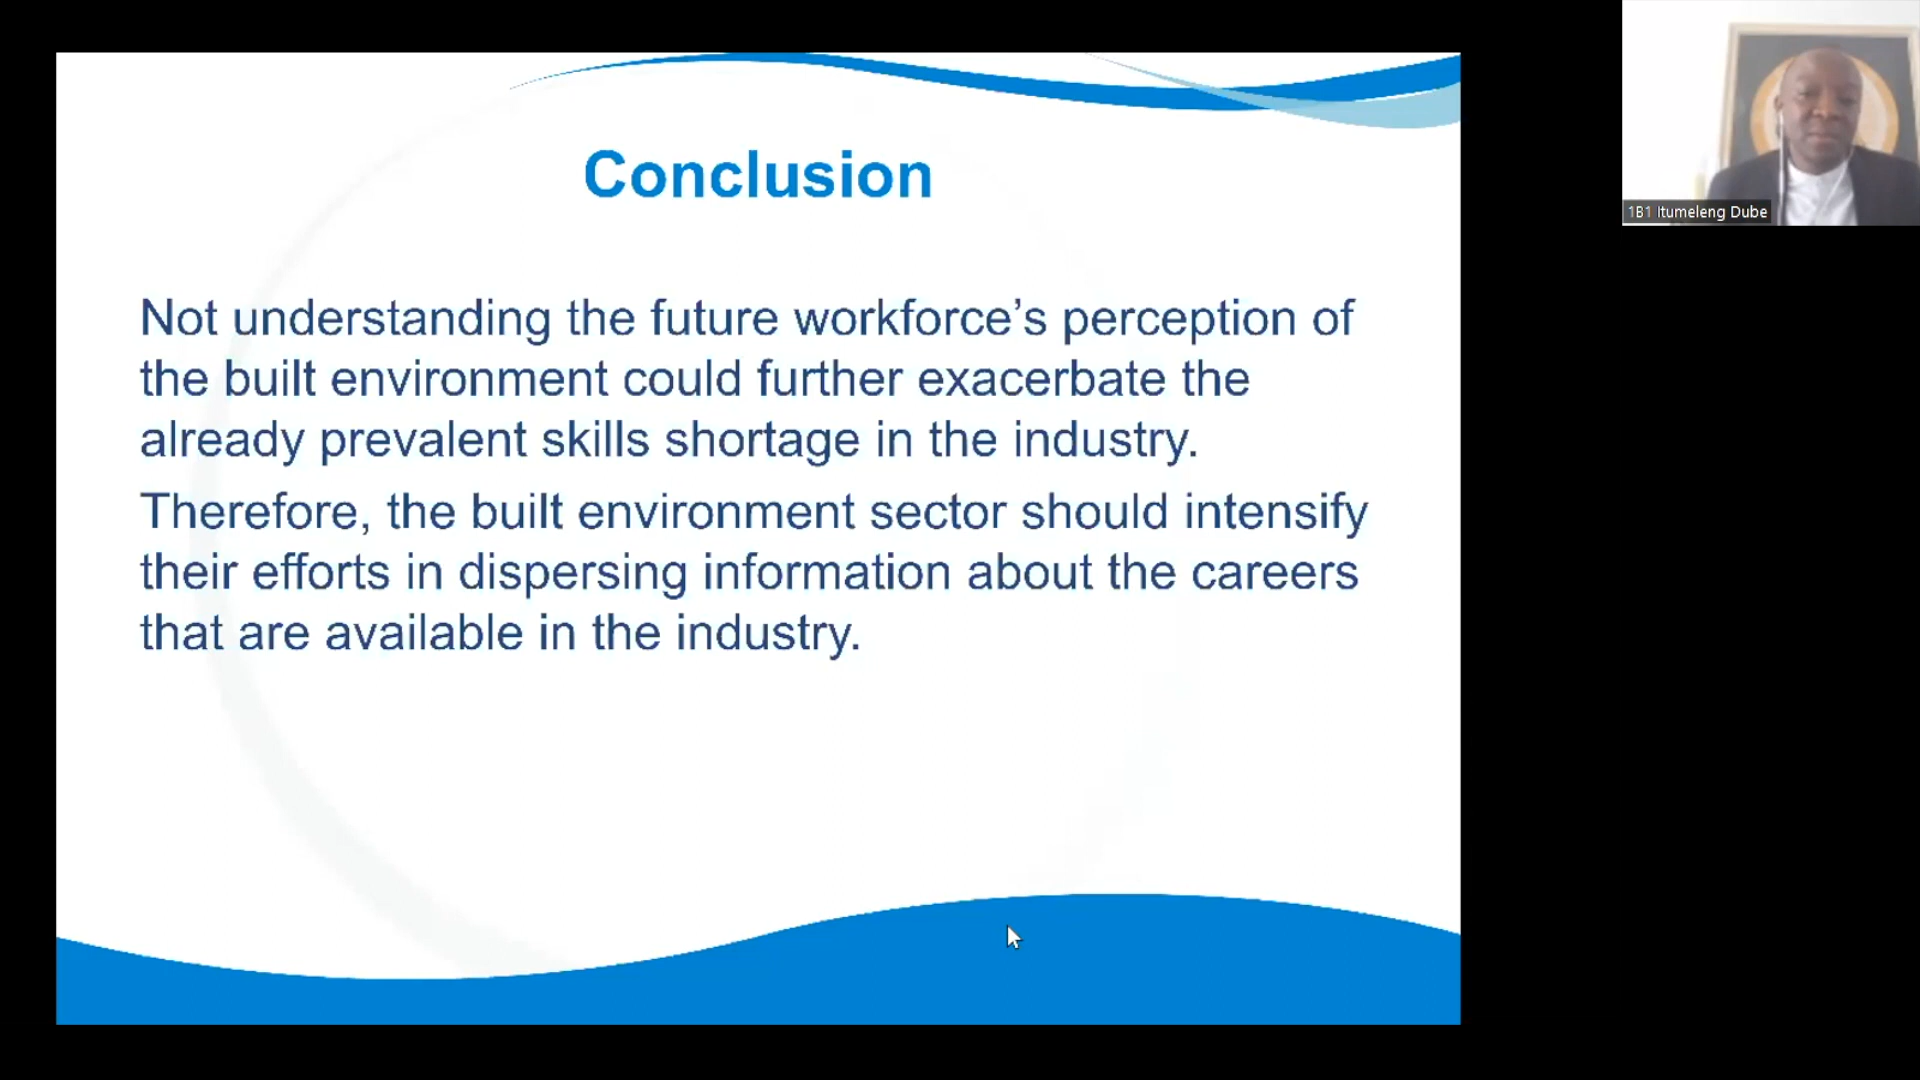 Conclusion
Not understanding the future workforce’s perception of
the built environment could further exacerbate the
already prevalent skills shortage in the industry.
Therefore, the built environment sector should intensify
their efforts in dispersing information about the careers
that are available in the industry.
1B1 Itumeleng Dube